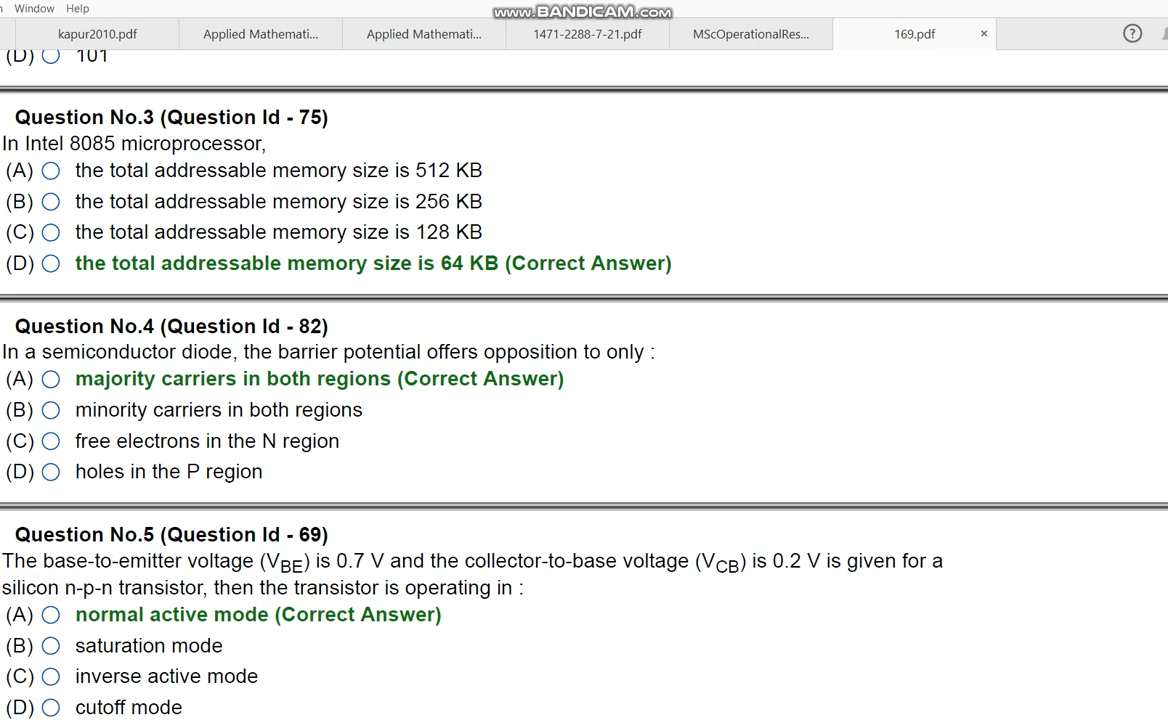 Window Help
www.BANDICAM.com
kapur2010.pdf Applied Mathemati... Applied Mathemati... 1471-2288-7-21.pdf MScOperationalRes... 169.pdf × ?
(D) 101
Question No.3 (Question Id - 75)
In Intel 8085 microprocessor,
(A) the total addressable memory size is 512 KB
(B) the total addressable memory size is 256 KB
(C) the total addressable memory size is 128 KB
(D) the total addressable memory size is 64 KB (Correct Answer)
Question No.4 (Question Id - 82)
In a semiconductor diode, the barrier potential offers opposition to only :
(A) majority carriers in both regions (Correct Answer)
(B) minority carriers in both regions
(C) free electrons in the N region
(D) holes in the P region
Question No.5 (Question Id - 69)
The base-to-emitter voltage (VBE) is 0.7 V and the collector-to-base voltage (VCB) is 0.2 V is given for a
silicon n-p-n transistor, then the transistor is operating in :
(A) normal active mode (Correct Answer)
(B) saturation mode
(C) inverse active mode
(D) cutoff mode